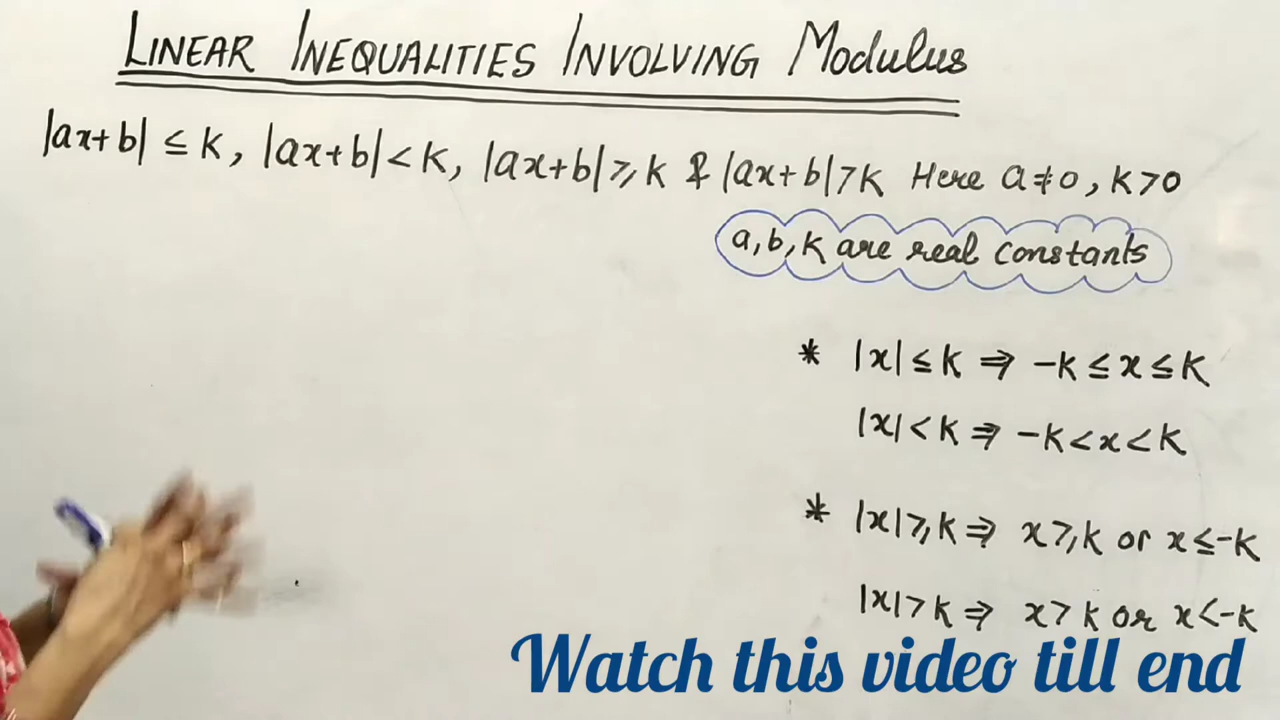 LINEAR INEQUALITIES INVOLVING Modulus
|ax+b| ≤ K, |ax+b| < K, |ax+b| ⩾ K & |ax+b| > K Here a ≠ 0, K > 0
a, b, K are real constants
* |x| ≤ K ⇒ -K ≤ x ≤ K
|x| < K ⇒ -K < x < K
* |x| ⩾ K ⇒ x ⩾ K or x ≤ -K
|x| > K ⇒ x > K or x < -K
Watch this video till end